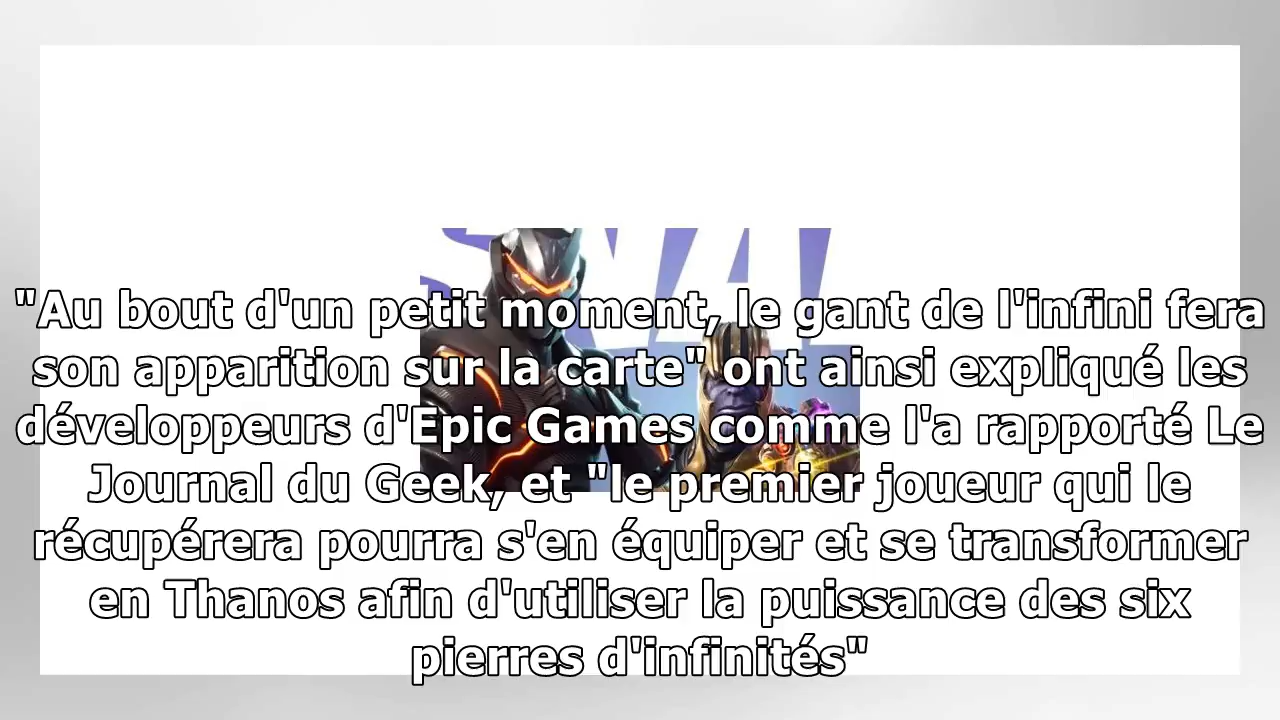 "Au bout d'un petit moment, le gant de l'infini fera
son apparition sur la carte" ont ainsi expliqué les
développeurs d'Epic Games comme l'a rapporté Le
Journal du Geek, et "le premier joueur qui le
récupérera pourra s'en équiper et se transformer
en Thanos afin d'utiliser la puissance des six
pierres d'infinités"